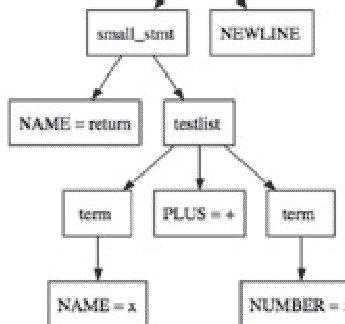 small_stmt NEWLINE
NAME = return testlist
term PLUS = + term
NAME = x NUMBER =